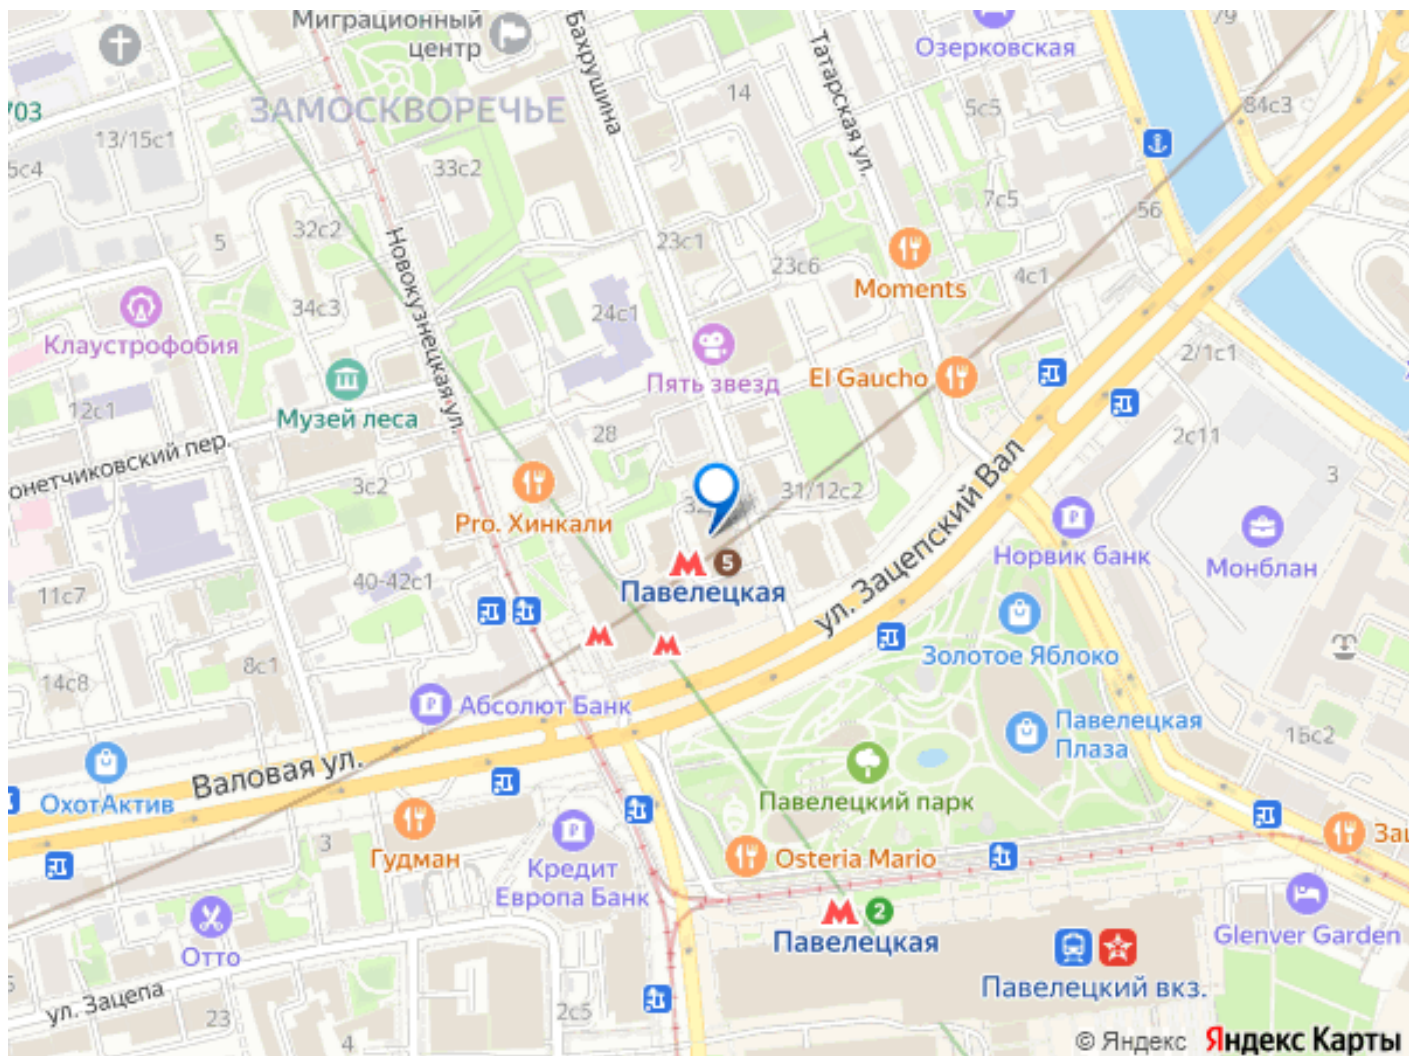 Миграционный
центр
Бахрушина
Татарская ул.
Озерковская
79
703
ЗАМОСКВОРЕЧЬЕ
14
5с5
84с3
13/15с1
5с4
33с2
7с5
56
5
32с2
Новокузнецкая ул.
23с1
23с6
Moments
4с1
34с3
24с1
Клаустрофобия
2/1с1
Музей леса
Пять звезд
El Gaucho
12с1
28
2с11
3
онетчиковский пер.
3с2
Pro. Хинкали
31/12с2
ул. Зацепский Вал
Норвик банк
Монблан
5
Павелецкая
40-42с1
11с7
8с1
14с8
Золотое Яблоко
Абсолют Банк
Павелецкая
Плаза
15с2
Валовая ул.
ОхотАктив
Павелецкий парк
3
Гудман
Кредит
Европа Банк
Osteria Mario
Зац
2
Павелецкая
Glenver Garden
Отто
Павелецкий вкз.
ул. Зацепа
23
2с5
4
© Яндекс Яндекс Карты